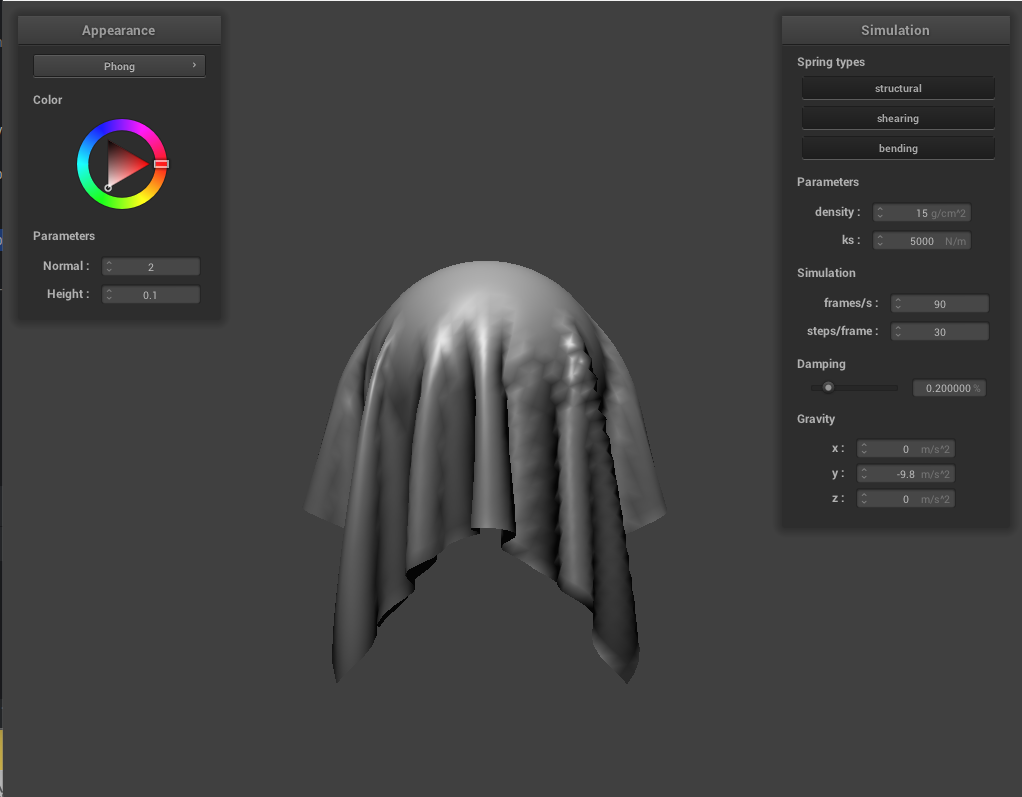 Appearance
Phong
Color
Parameters
Normal : 2
Height : 0.1
Simulation
Spring types
structural
shearing
bending
Parameters
density : 15 g/cm^2
ks : 5000 N/m
Simulation
frames/s : 90
steps/frame : 30
Damping
0.200000 %
Gravity
x : 0 m/s^2
y : -9.8 m/s^2
z : 0 m/s^2